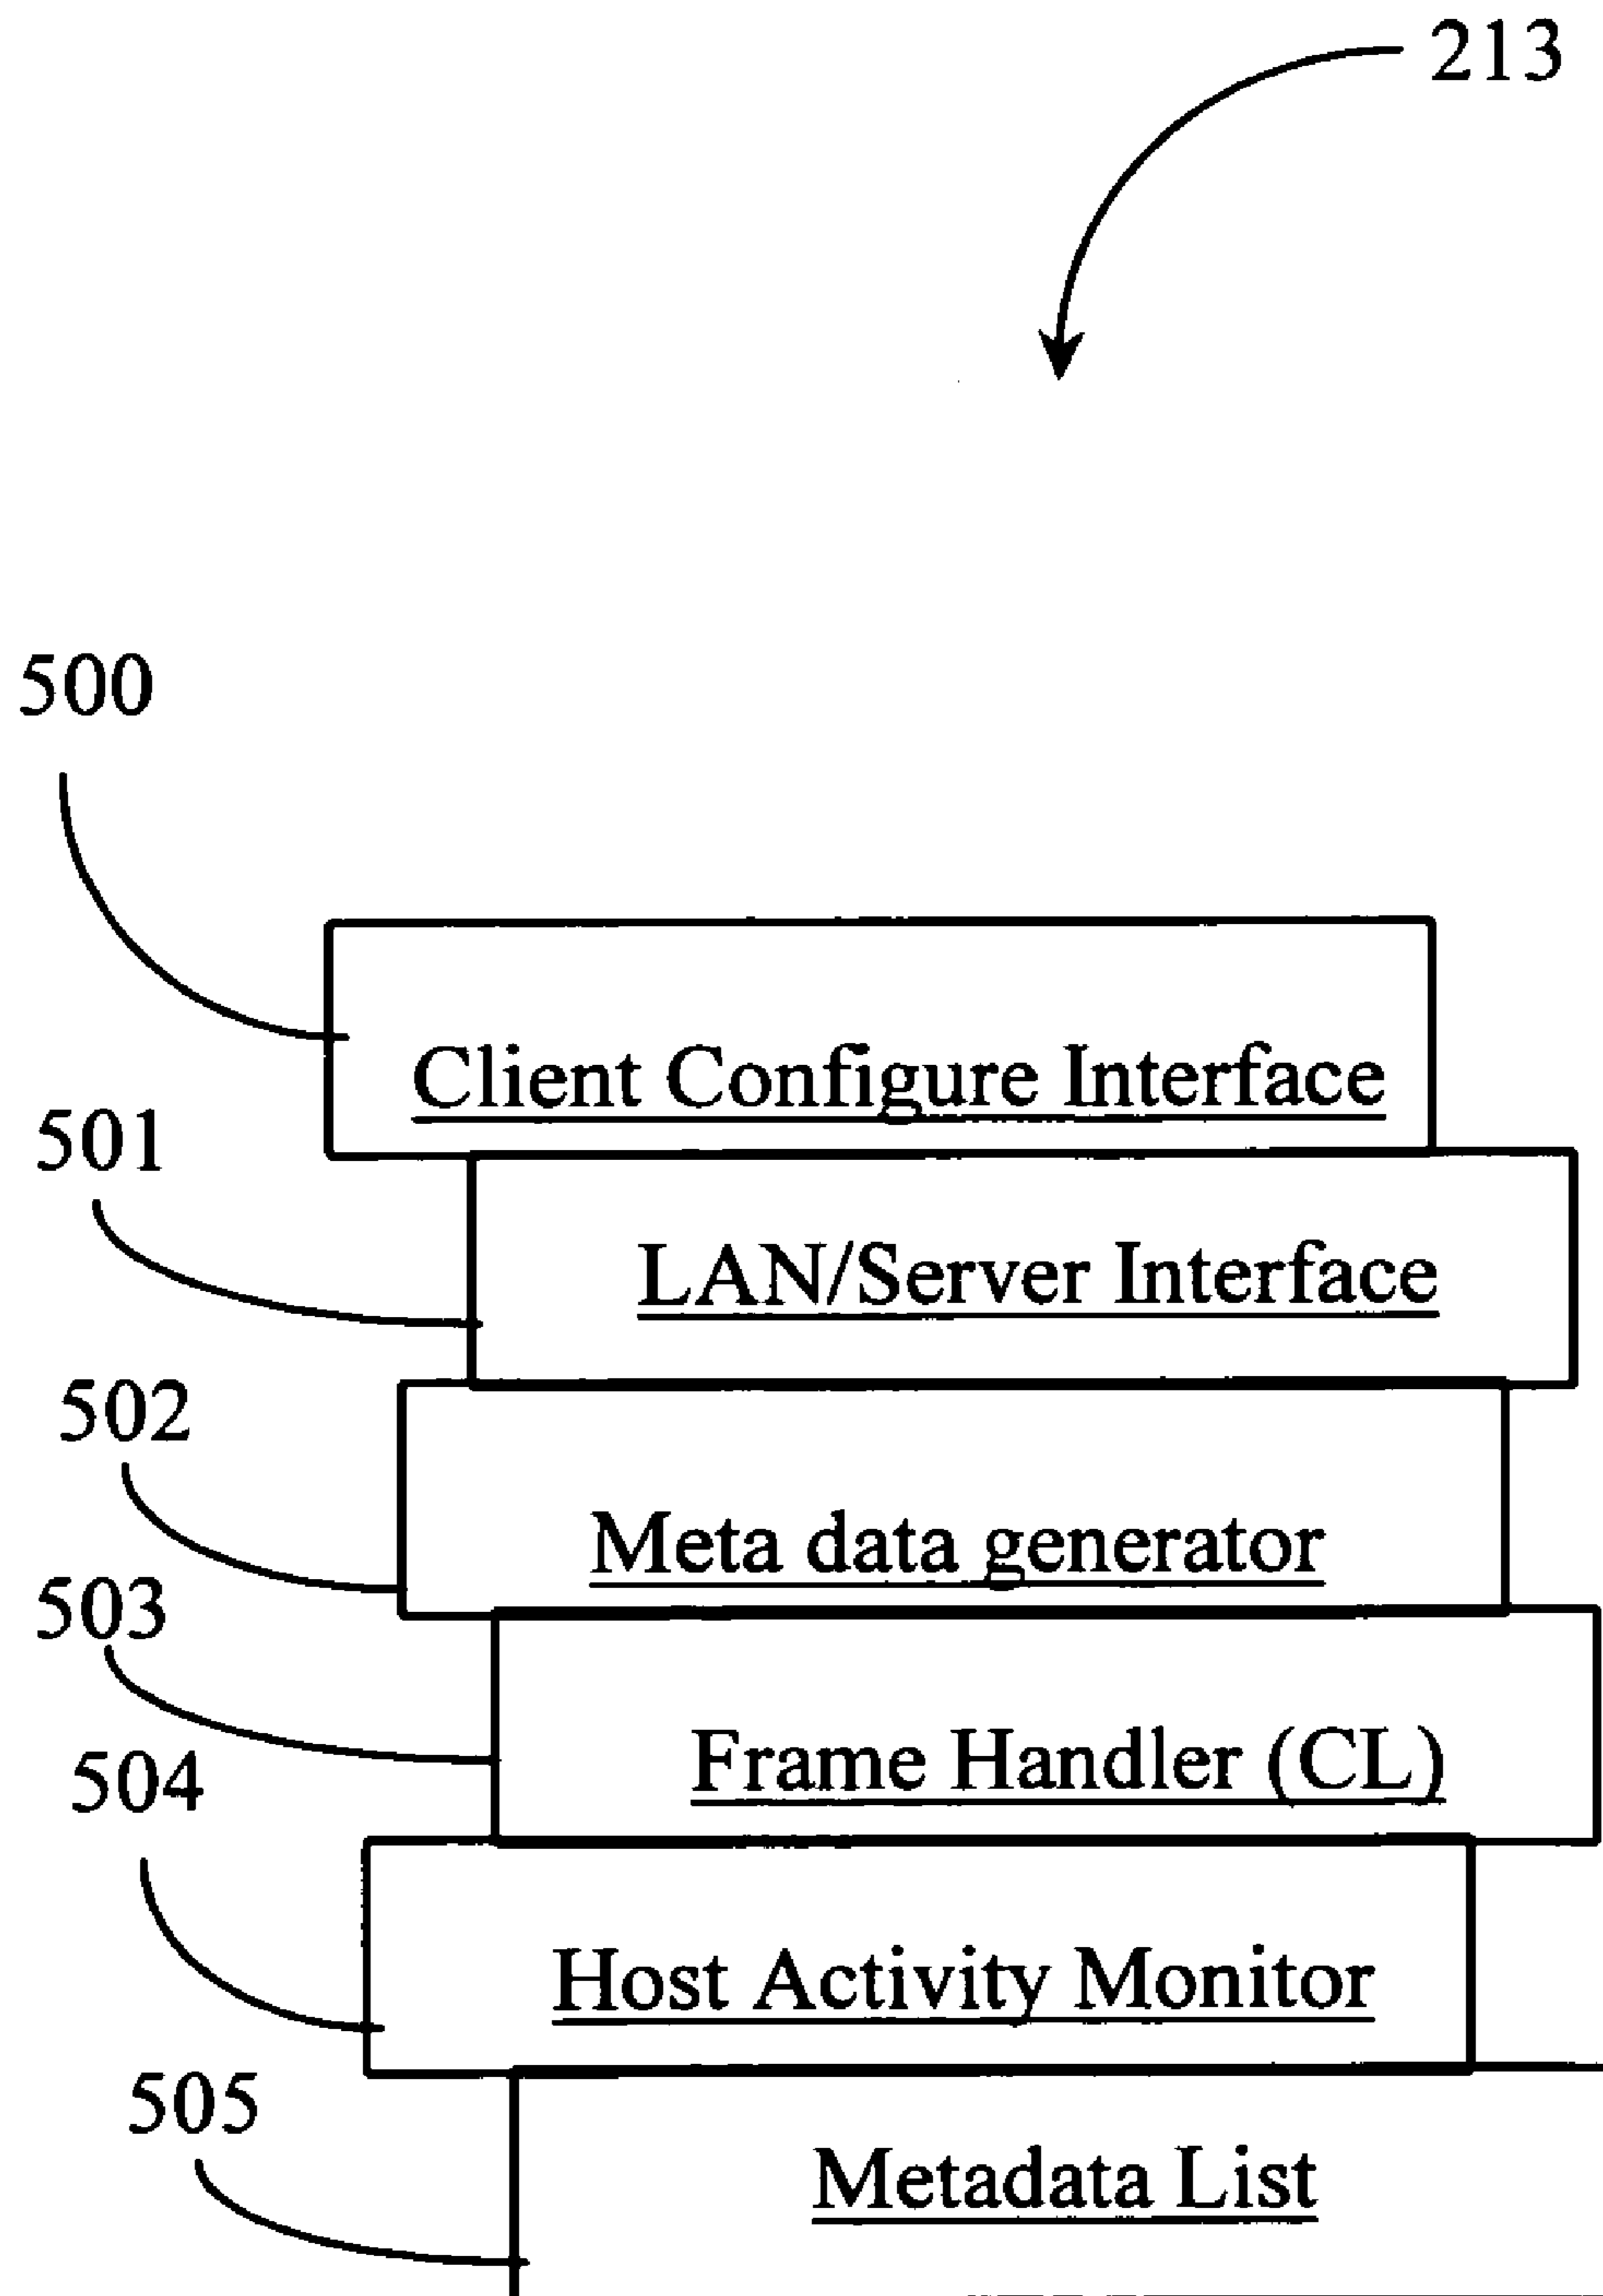 213
500
Client Configure Interface
501
LAN/Server Interface
502
Meta data generator
503
Frame Handler (CL)
504
Host Activity Monitor
505
Metadata List